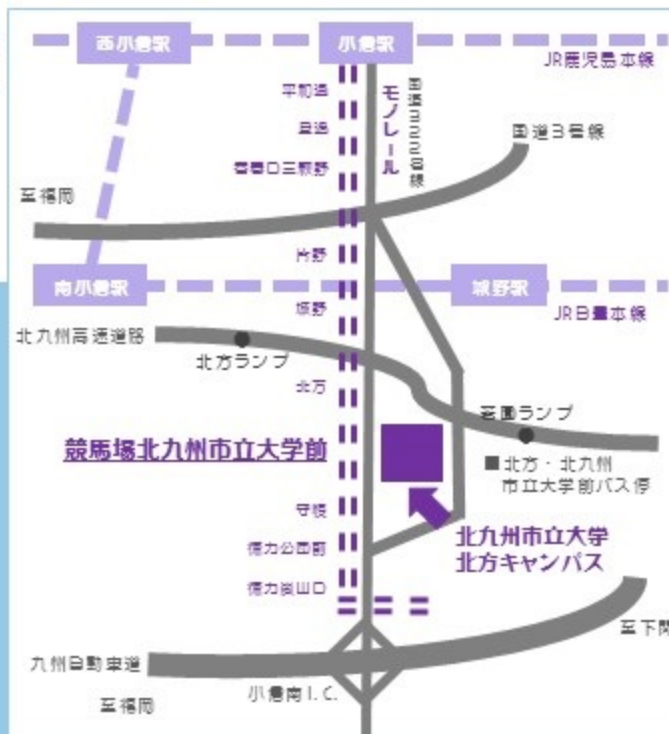 西小倉駅
小倉駅
JR鹿児島本線
平和通
モノレール
国道322号線
旦過
国道3号線
香春口三萩野
至福岡
片野
南小倉駅
城野駅
城野
JR日豊本線
北九州高速道路
北方ランプ
北方
若園ランプ
競馬場北九州市立大学前
■北方・北九州
市立大学前バス停
守恒
北九州市立大学
北方キャンパス
徳力公団前
徳力嵐山口
至下関
九州自動車道
小倉南I.C.
至福岡